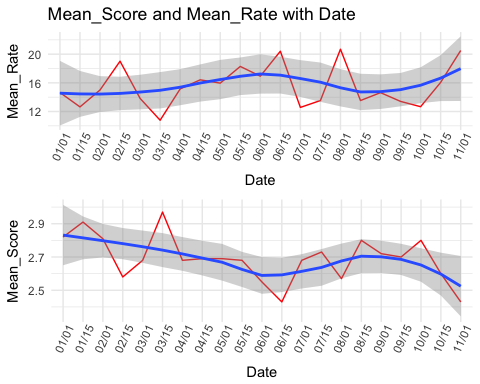 Mean_Score and Mean_Rate with Date
Mean_Rate
20
16
12
01/01 01/15 02/01 02/15 03/01 03/15 04/01 04/15 05/01 05/15 06/01 06/15 07/01 07/15 08/01 08/15 09/01 09/15 10/01 10/15 11/01
Date
Mean_Score
2.9
2.7
2.5
01/01 01/15 02/01 02/15 03/01 03/15 04/01 04/15 05/01 05/15 06/01 06/15 07/01 07/15 08/01 08/15 09/01 09/15 10/01 10/15 11/01
Date